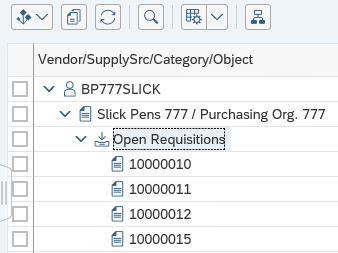 Vendor/SupplySrc/Category/Object
BP777SLICK
Slick Pens 777 / Purchasing Org. 777
Open Requisitions
10000010
10000011
10000012
10000015